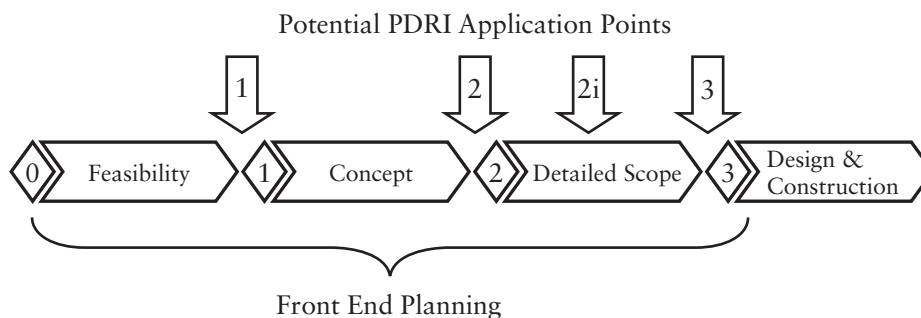 Potential PDRI Application Points
1 2 2i 3
0 Feasibility 1 Concept 2 Detailed Scope 3 Design &
Construction
Front End Planning